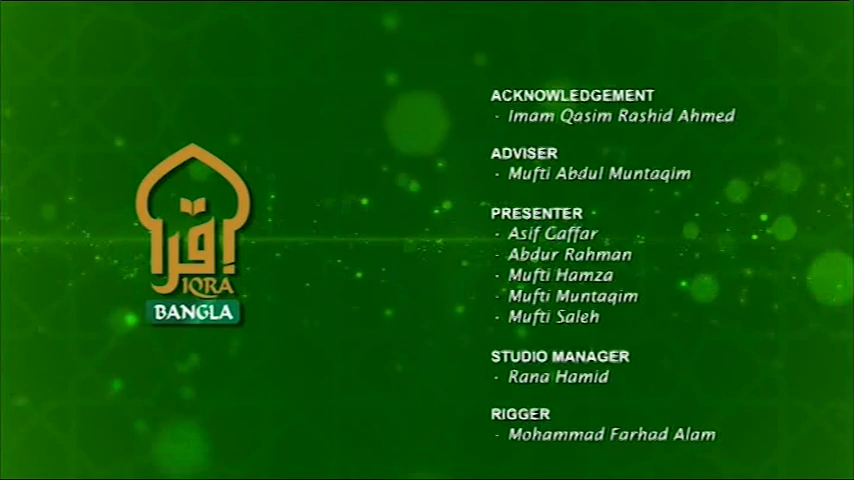 اقرأ
IQRA
BANGLA
ACKNOWLEDGEMENT
- Imam Qasim Rashid Ahmed
ADVISER
- Mufti Abdul Muntaqim
PRESENTER
- Asif Gaffar
- Abdur Rahman
- Mufti Hamza
- Mufti Muntaqim
- Mufti Saleh
STUDIO MANAGER
- Rana Hamid
RIGGER
- Mohammad Farhad Alam